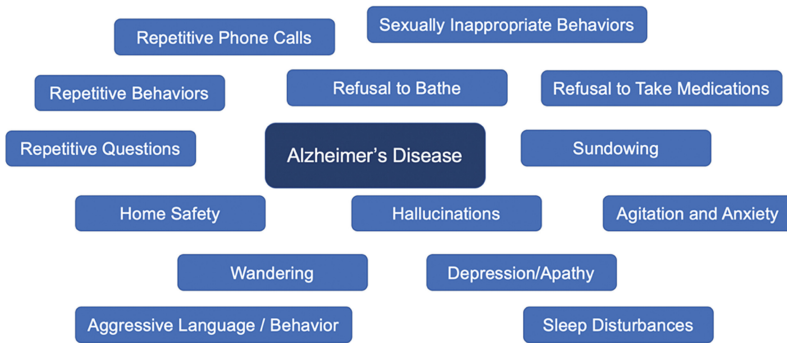 Repetitive Phone Calls
Sexually Inappropriate Behaviors
Repetitive Behaviors
Refusal to Bathe
Refusal to Take Medications
Repetitive Questions
Alzheimer's Disease
Sundowing
Home Safety
Hallucinations
Agitation and Anxiety
Wandering
Depression/Apathy
Aggressive Language / Behavior
Sleep Disturbances